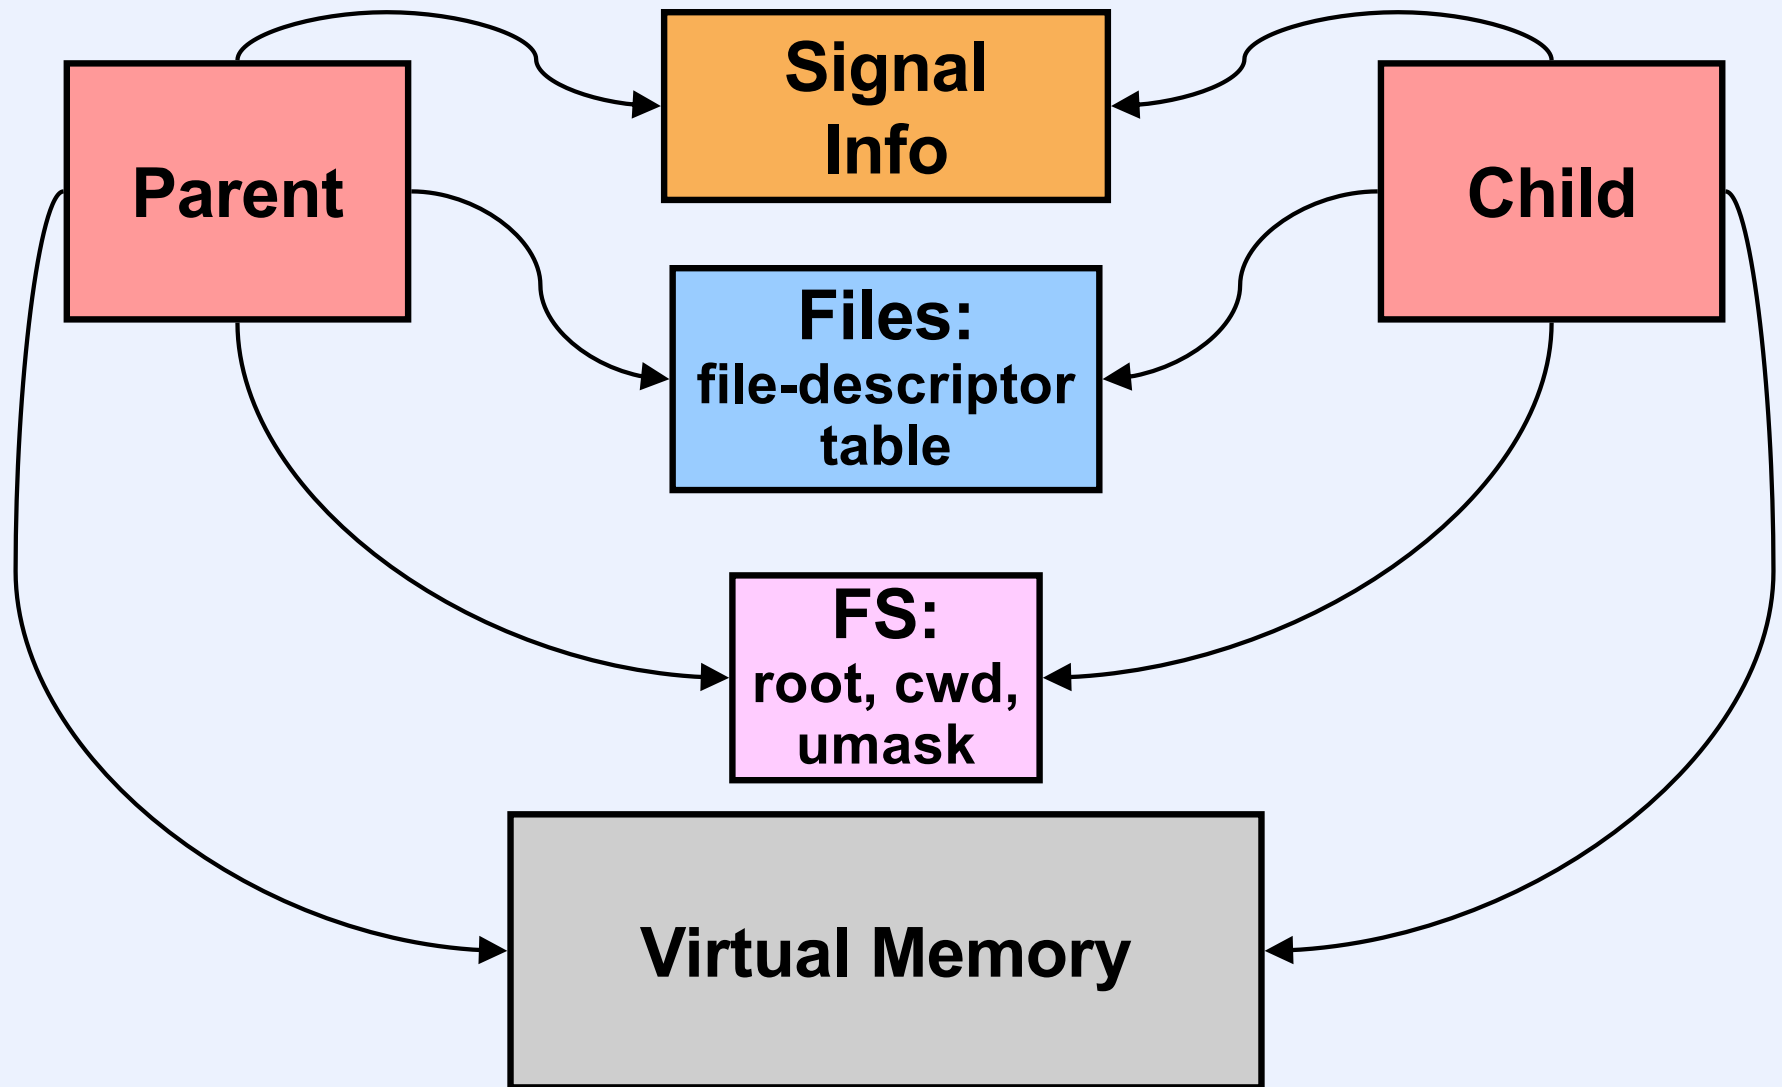 Signal
Info
Parent
Child
Files:
file-descriptor
table
FS:
root, cwd,
umask
Virtual Memory